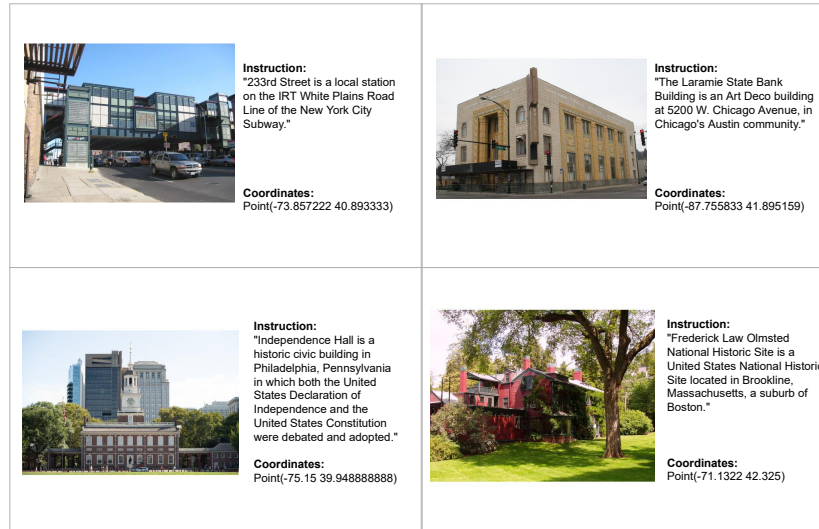 Instruction:
"233rd Street is a local station
on the IRT White Plains Road
Line of the New York City
Subway."
Coordinates:
Point(-73.857222 40.893333)
Instruction:
"The Laramie State Bank
Building is an Art Deco building
at 5200 W. Chicago Avenue, in
Chicago's Austin community."
Coordinates:
Point(-87.755833 41.895159)
Instruction:
"Independence Hall is a
historic civic building in
Philadelphia, Pennsylvania
in which both the United
States Declaration of
Independence and the
United States Constitution
were debated and adopted."
Coordinates:
Point(-75.15 39.948888888)
Instruction:
"Frederick Law Olmsted
National Historic Site is a
United States National Historic
Site located in Brookline,
Massachusetts, a suburb of
Boston."
Coordinates:
Point(-71.1322 42.325)